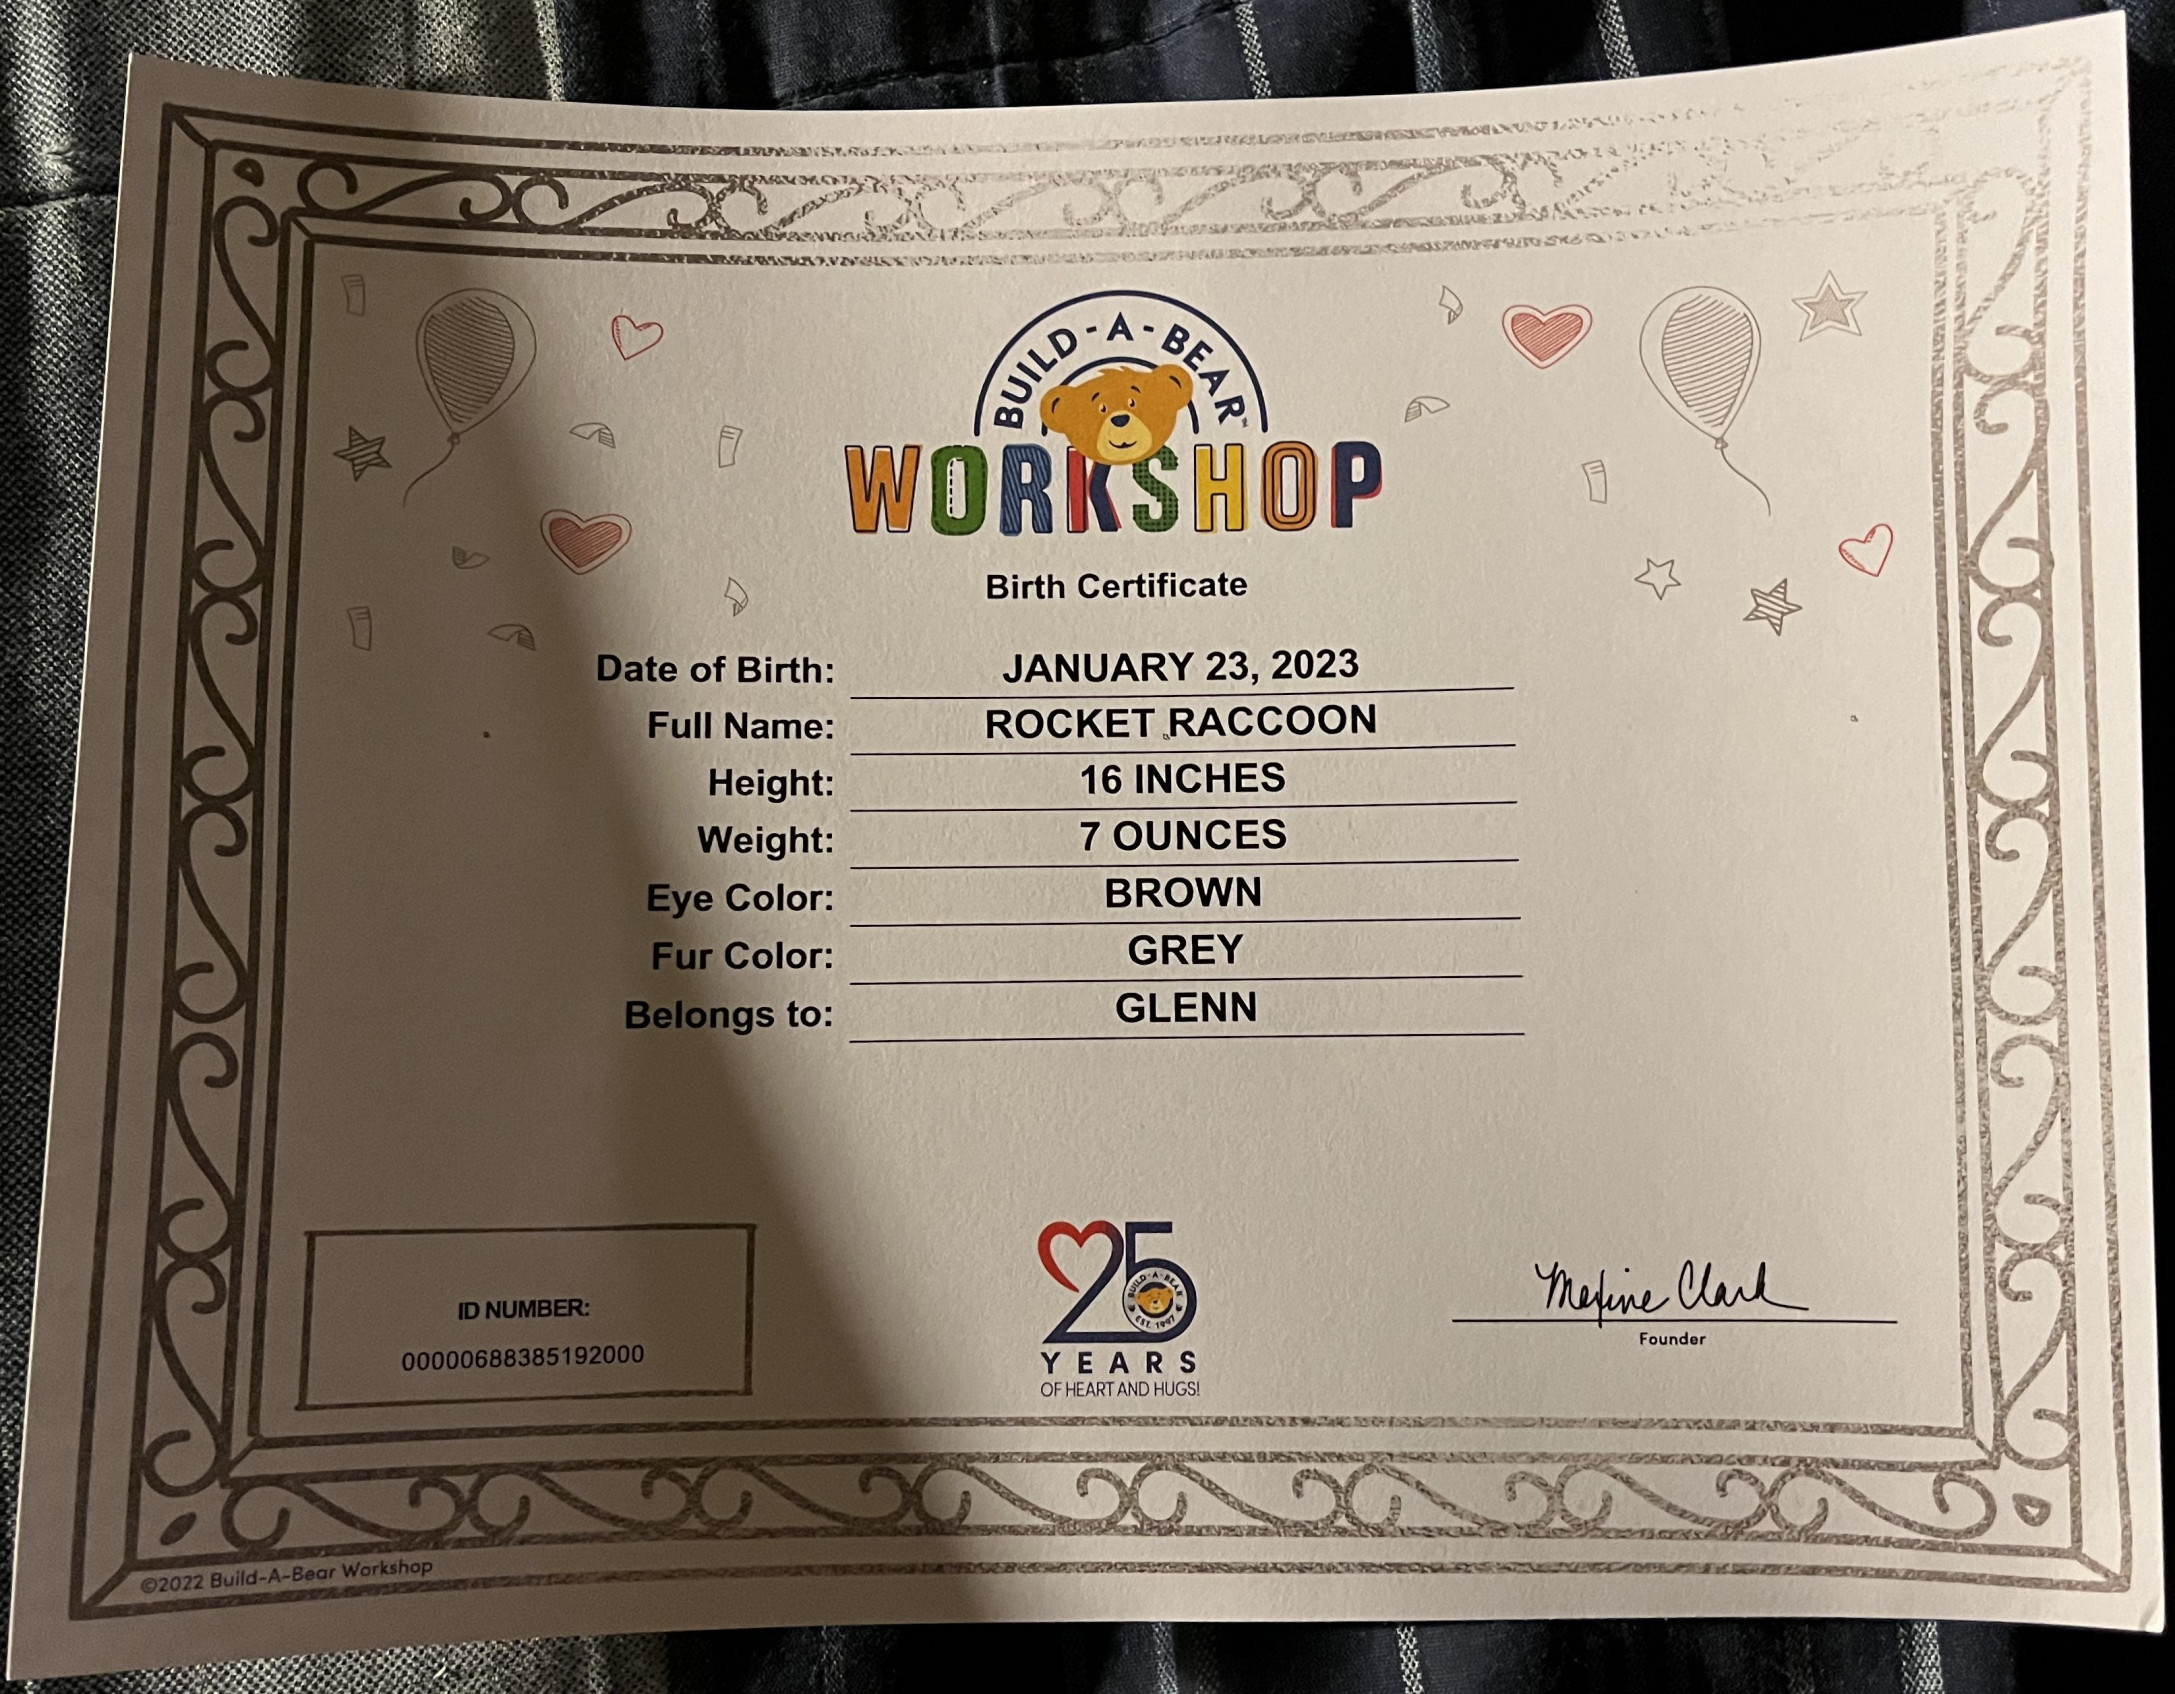 BUILD-A-BEAR™
WORKSHOP
Birth Certificate
Date of Birth: JANUARY 23, 2023
Full Name: ROCKET RACCOON
Height: 16 INCHES
Weight: 7 OUNCES
Eye Color: BROWN
Fur Color: GREY
Belongs to: GLENN
ID NUMBER:
00000688385192000
25
BUILD-A-BEAR
EST. 1997
YEARS
OF HEART AND HUGS!
Maxine Clark
Founder
©2022 Build-A-Bear Workshop